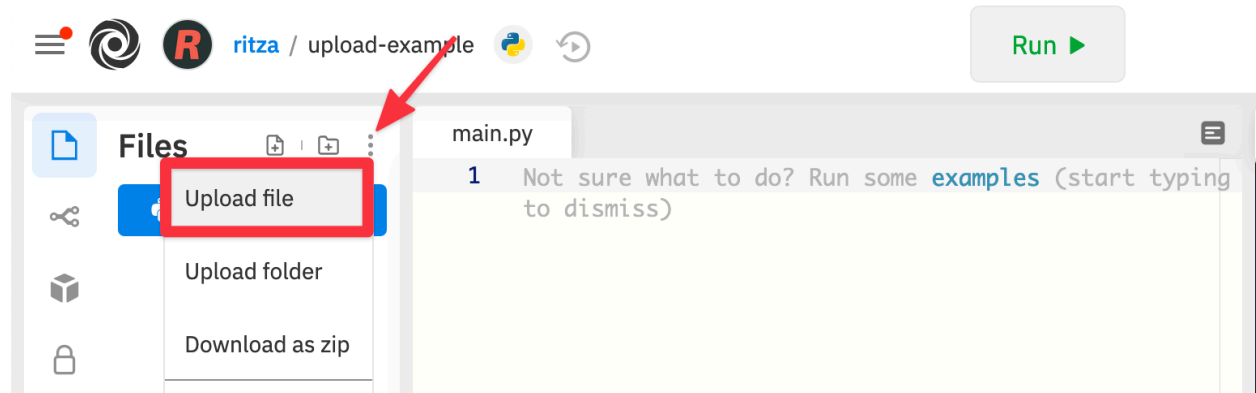 R ritza / upload-example Run
Files main.py
Upload file
1 Not sure what to do? Run some examples (start typing
to dismiss)
Upload folder
Download as zip